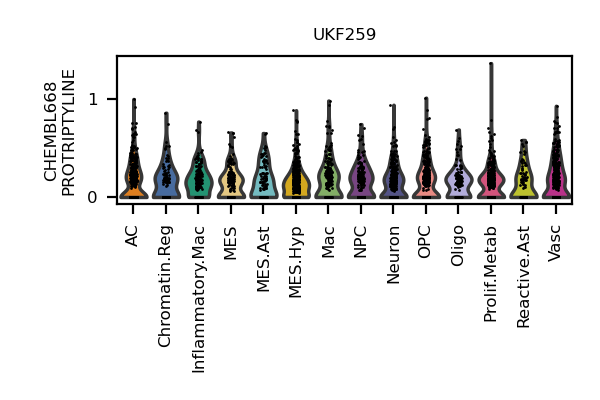 UKF259
CHEMBL668
PROTRIPTYLINE
1
0
AC
Chromatin.Reg
Inflammatory.Mac
MES
MES.Ast
MES.Hyp
Mac
NPC
Neuron
OPC
Oligo
Prolif.Metab
Reactive.Ast
Vasc